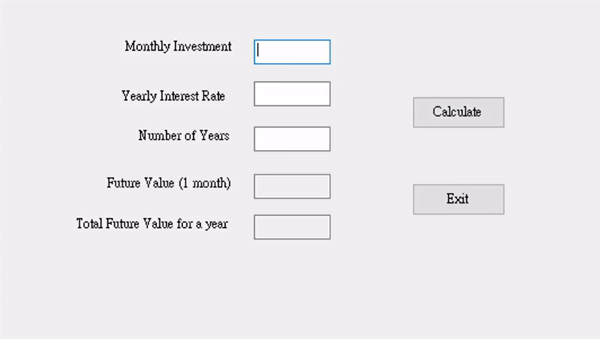 Monthly Investment
Yearly Interest Rate
Calculate
Number of Years
Future Value (1 month)
Exit
Total Future Value for a year